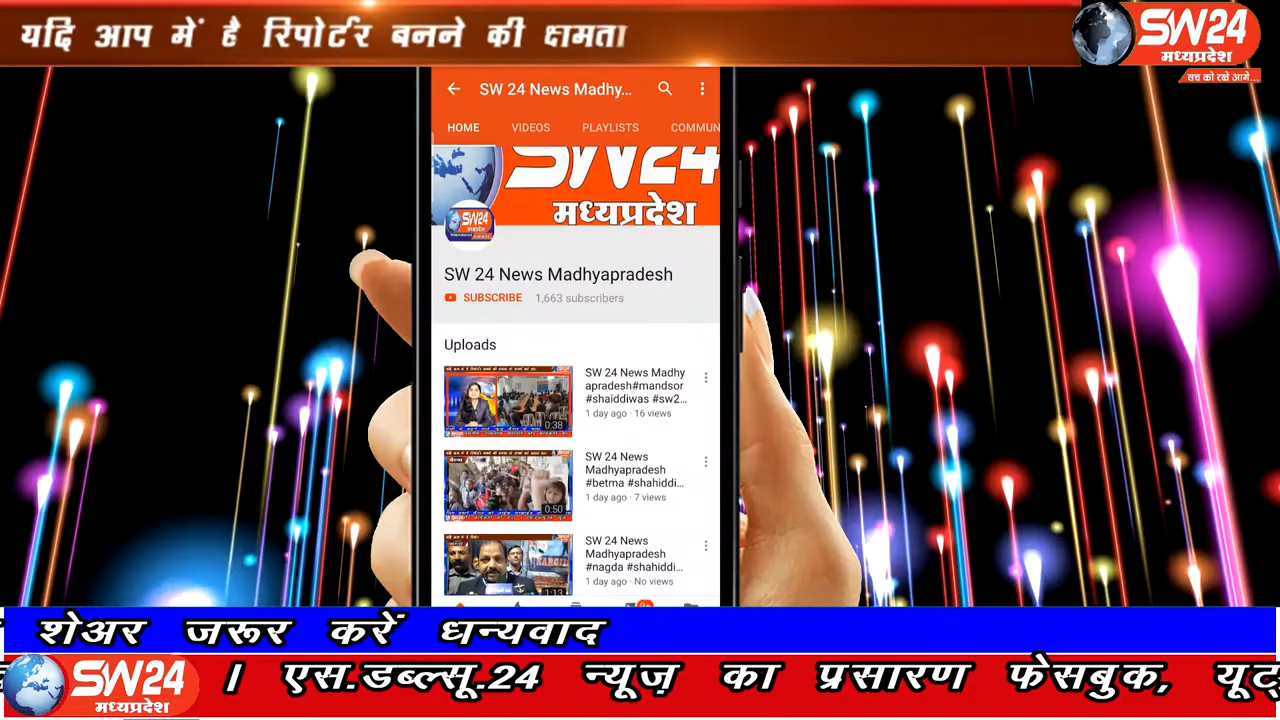 यदि आप में है रिपोर्टर बनने की क्षमता
SW24
मध्यप्रदेश
सच को रखे आगे...
SW 24 News Madhy...
HOME VIDEOS PLAYLISTS COMMUN
SW24
मध्यप्रदेश
SW24
SW 24 News Madhyapradesh
SUBSCRIBE 1,663 subscribers
Uploads
SW 24 News Madhy
apradesh#mandsor
#shaiddiwas #sw2...
1 day ago · 16 views
0:38
SW 24 News
Madhyapradesh
#betma #shahiddi...
1 day ago · 7 views
0:50
SW 24 News
Madhyapradesh
#nagda #shahiddi...
1 day ago · No views
1:13
शेअर जरूर करें धन्यवाद
SW24
मध्यप्रदेश
। एस.डब्ल्सू.24 न्यूज़ का प्रसारण फेसबुक, यूट्